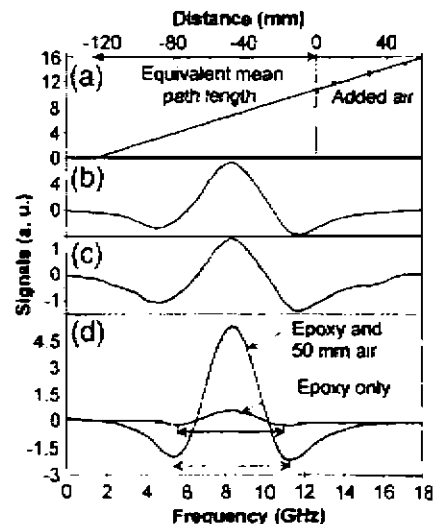 Distance (mm)
-120 -80 -40 0 40
16
(a)
Equivalent mean
path length
Added air
12
8
4
0
(b)
4
0
(c)
1
0
-1
Signals (a. u.)
(d)
Epoxy and
50 mm air
Epoxy only
4.5
3
1.5
0
-1.5
-3
0 2 4 6 8 10 12 14 16 18
Frequency (GHz)